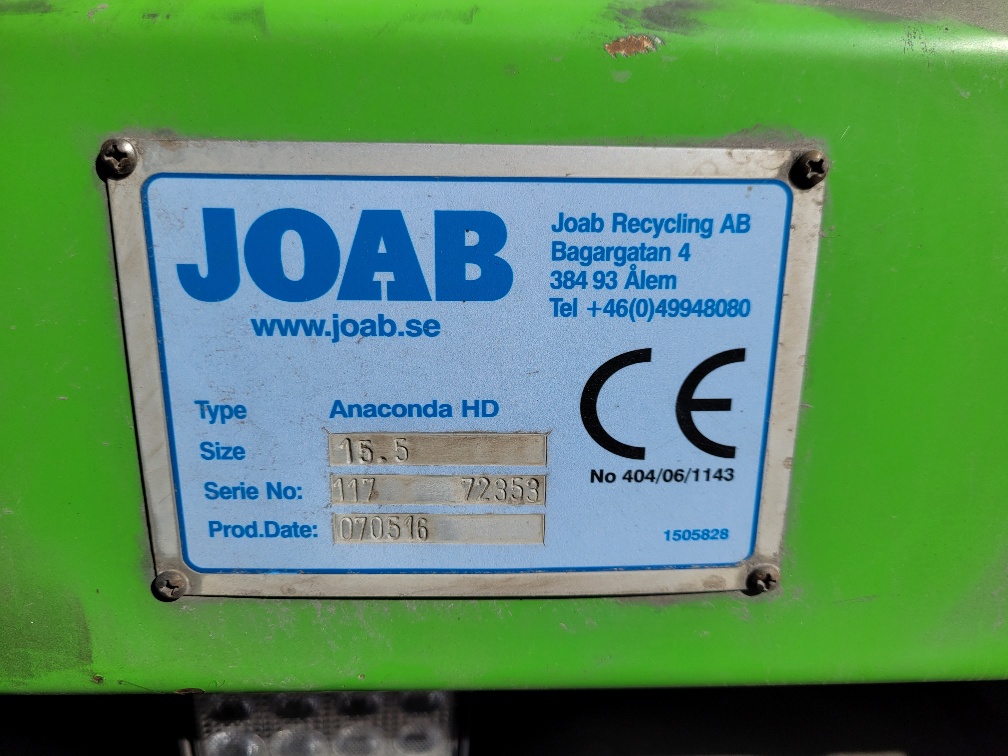 JOAB
www.joab.se
Joab Recycling AB
Bagargatan 4
384 93 Ålem
Tel +46(0)49948080
Type Anaconda HD
Size 15.5
Serie No: 117 72353
Prod.Date: 070516
CE
No 404/06/1143
1505828